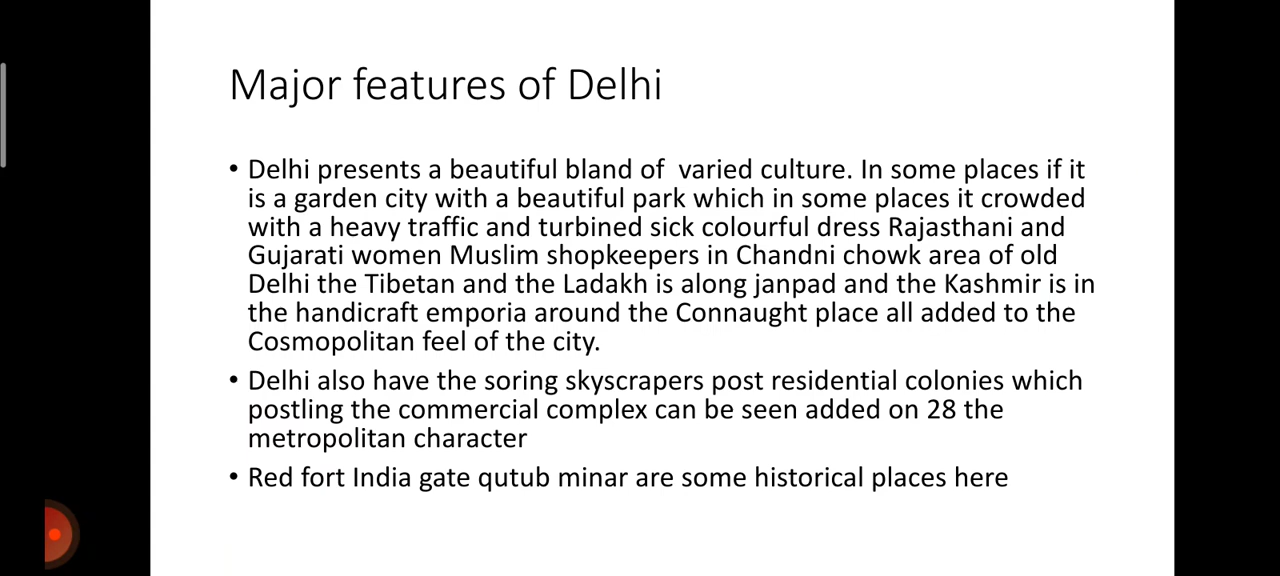 Major features of Delhi
• Delhi presents a beautiful bland of  varied culture. In some places if it
is a garden city with a beautiful park which in some places it crowded
with a heavy traffic and turbined sick colourful dress Rajasthani and
Gujarati women Muslim shopkeepers in Chandni chowk area of old
Delhi the Tibetan and the Ladakh is along janpad and the Kashmir is in
the handicraft emporia around the Connaught place all added to the
Cosmopolitan feel of the city.
• Delhi also have the soring skyscrapers post residential colonies which
postling the commercial complex can be seen added on 28 the
metropolitan character
• Red fort India gate qutub minar are some historical places here